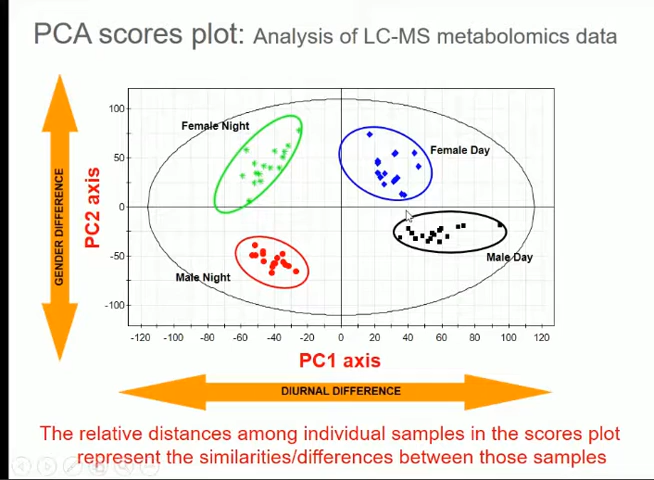 PCA scores plot: Analysis of LC-MS metabolomics data
Female Night
Female Day
Male Night
Male Day
100
50
0
-50
-100
-120 -100 -80 -60 -40 -20 0 20 40 60 80 100 120
GENDER DIFFERENCE
PC2 axis
PC1 axis
DIURNAL DIFFERENCE
The relative distances among individual samples in the scores plot
represent the similarities/differences between those samples